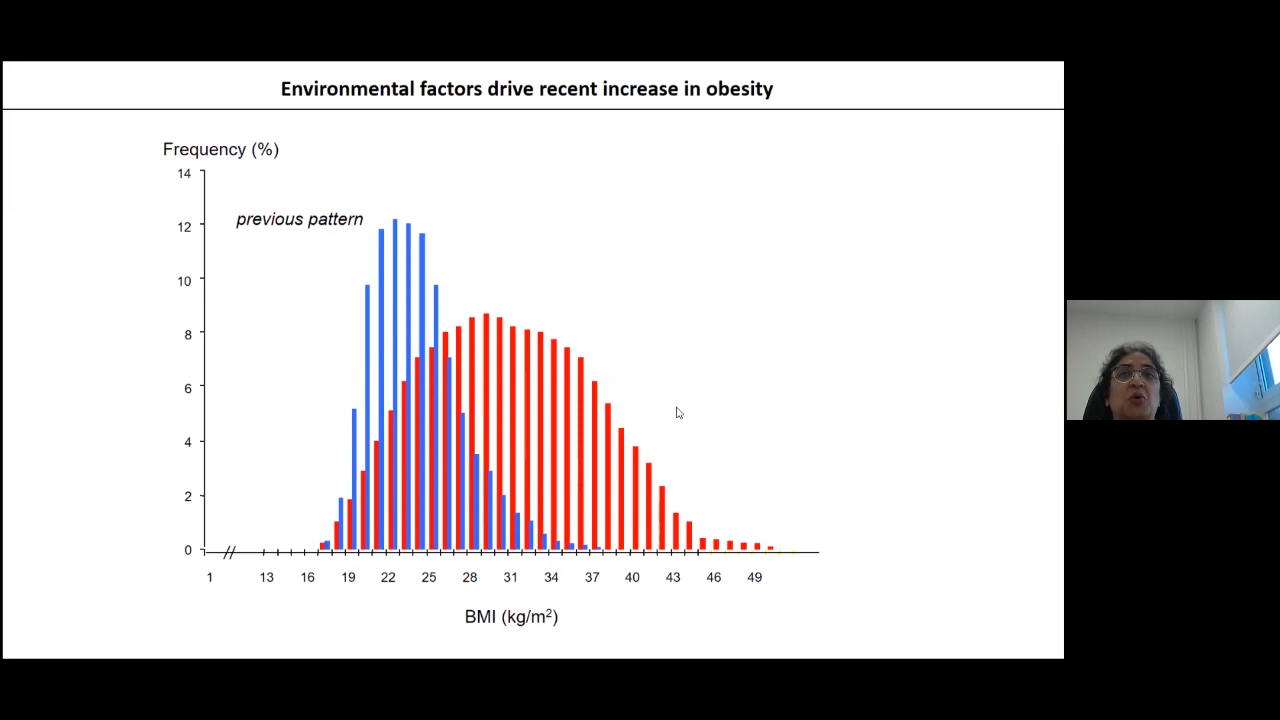 Environmental factors drive recent increase in obesity
Frequency (%)
14
previous pattern
12
10
8
6
4
2
0
1 13 16 19 22 25 28 31 34 37 40 43 46 49
BMI (kg/m²)